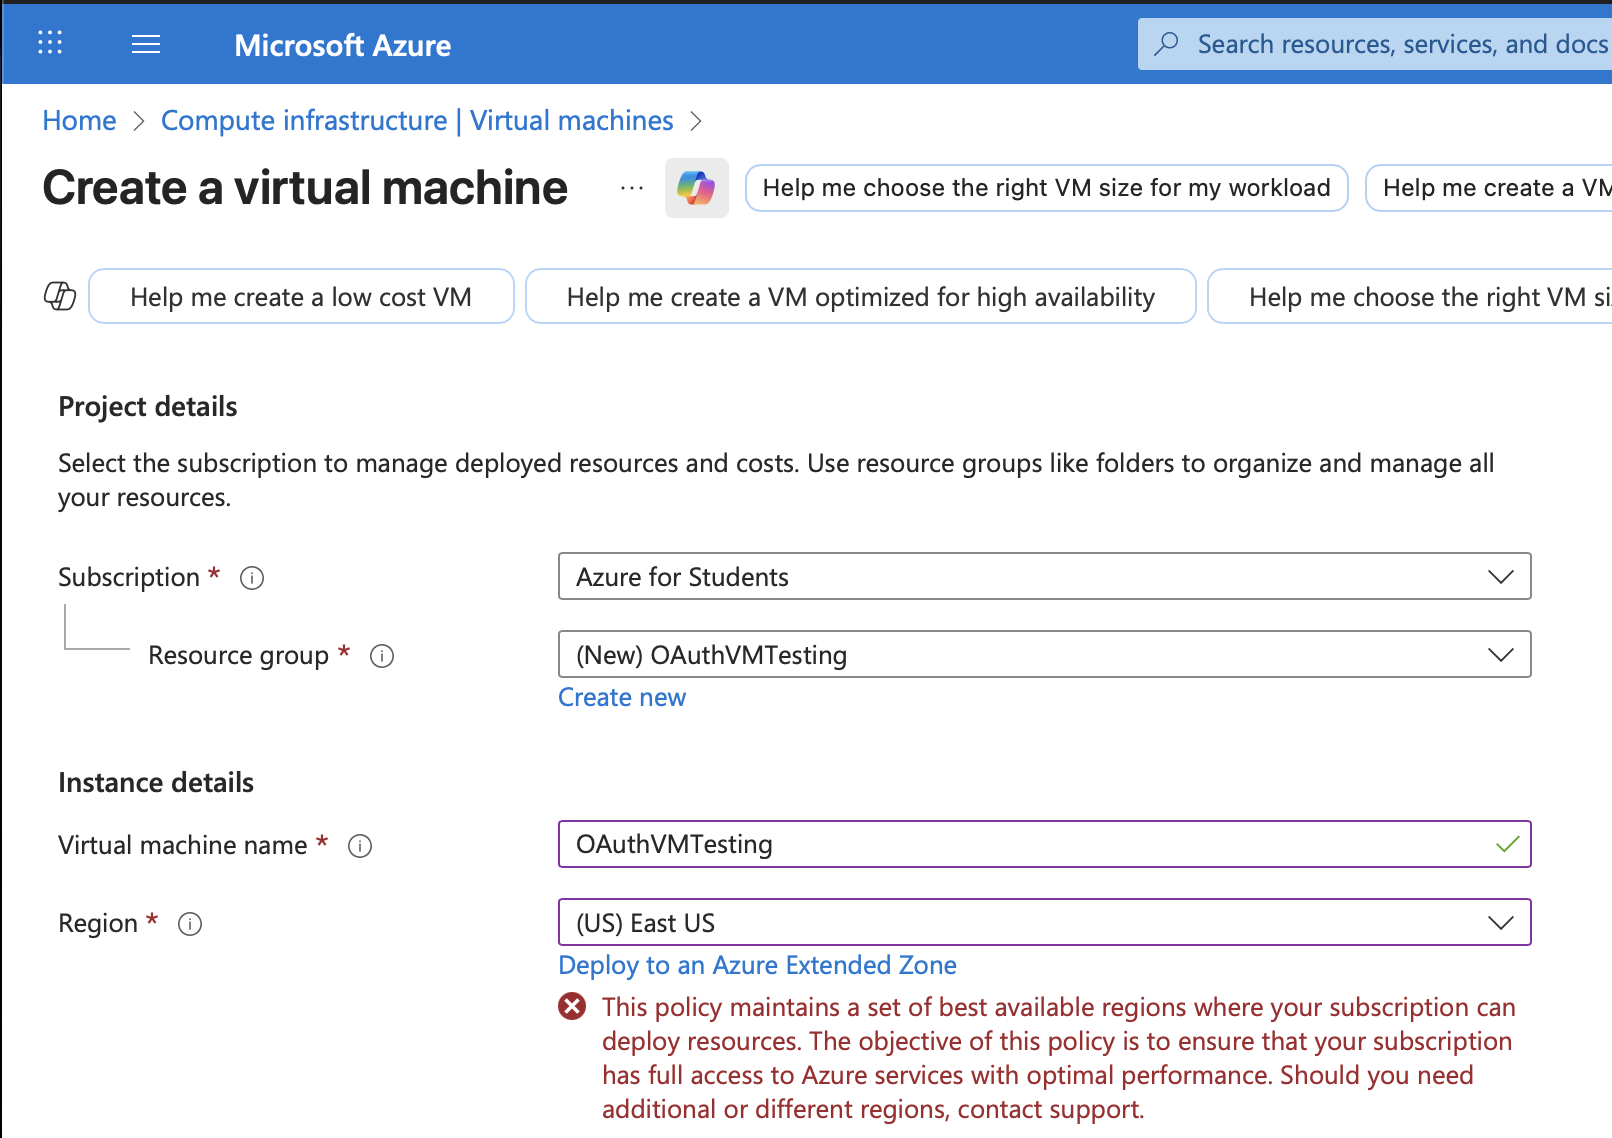 Microsoft Azure
Search resources, services, and docs
Home > Compute infrastructure | Virtual machines >
Create a virtual machine ... Help me choose the right VM size for my workload Help me create a VM
Help me create a low cost VM Help me create a VM optimized for high availability Help me choose the right VM
Project details
Select the subscription to manage deployed resources and costs. Use resource groups like folders to organize and manage all
your resources.
Subscription * Azure for Students
Resource group * (New) OAuthVMTesting
Create new
Instance details
Virtual machine name * OAuthVMTesting
Region * (US) East US
Deploy to an Azure Extended Zone
This policy maintains a set of best available regions where your subscription can
deploy resources. The objective of this policy is to ensure that your subscription
has full access to Azure services with optimal performance. Should you need
additional or different regions, contact support.